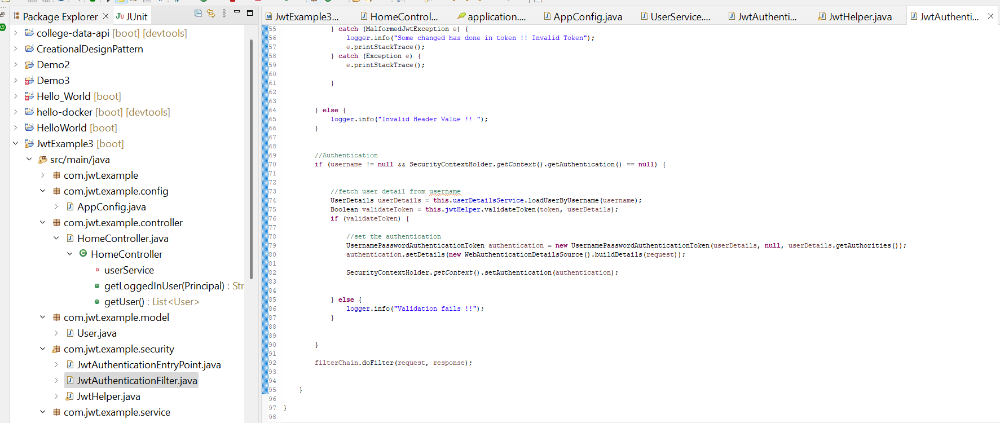 Package Explorer
JUnit
college-data-api [boot] [devtools]
CreationalDesignPattern
Demo2
Demo3
Hello_World [boot]
hello-docker [boot] [devtools]
HelloWorld [boot]
JwtExample3 [boot]
src/main/java
com.jwt.example
com.jwt.example.config
AppConfig.java
com.jwt.example.controller
HomeController.java
HomeController
userService
getLoggedInUser(Principal) : Str
getUser() : List<User>
com.jwt.example.model
User.java
com.jwt.example.security
JwtAuthenticationEntryPoint.java
JwtAuthenticationFilter.java
JwtHelper.java
com.jwt.example.service
JwtExample3... HomeControl... application.... AppConfig.java UserService.... JwtAuthenti... JwtHelper.java JwtAuthenti...
55 } catch (MalformedJwtException e) {
56 logger.info("Some changed has done in token !! Invalid Token");
57 e.printStackTrace();
58 } catch (Exception e) {
59 e.printStackTrace();
60
61 }
62
63
64 } else {
65 logger.info("Invalid Header Value !! ");
66 }
67
68
69 //Authentication
70 if (username != null && SecurityContextHolder.getContext().getAuthentication() == null) {
71
72
73 //fetch user detail from username
74 UserDetails userDetails = this.userDetailsService.loadUserByUsername(username);
75 Boolean validateToken = this.jwtHelper.validateToken(token, userDetails);
76 if (validateToken) {
77
78 //set the authentication
79 UsernamePasswordAuthenticationToken authentication = new UsernamePasswordAuthenticationToken(userDetails, null, userDetails.getAuthorities());
80 authentication.setDetails(new WebAuthenticationDetailsSource().buildDetails(request));
81
82 SecurityContextHolder.getContext().setAuthentication(authentication);
83
84
85 } else {
86 logger.info("Validation fails !!");
87 }
88
89
90 }
91
92 filterChain.doFilter(request, response);
93
94
95 }
96
97 }
98